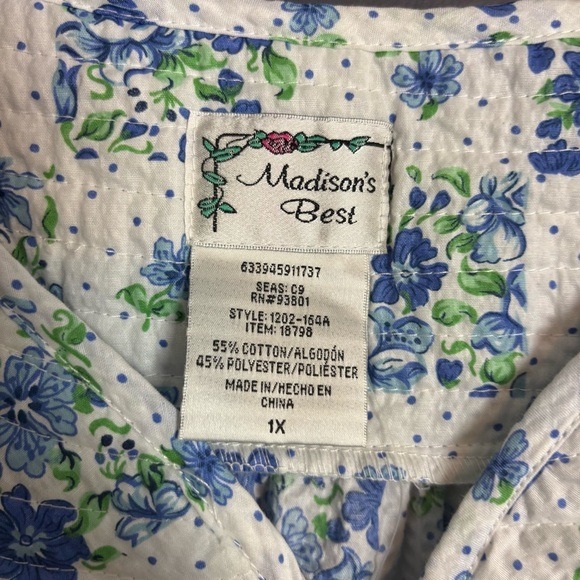 Madison's
Best
633945911737
SEAS: C9
RN#93801
STYLE: 1202-164A
ITEM: 18798
55% COTTON/ALGODÓN
45% POLYESTER/POLIÉSTER
MADE IN/HECHO EN
CHINA
1X